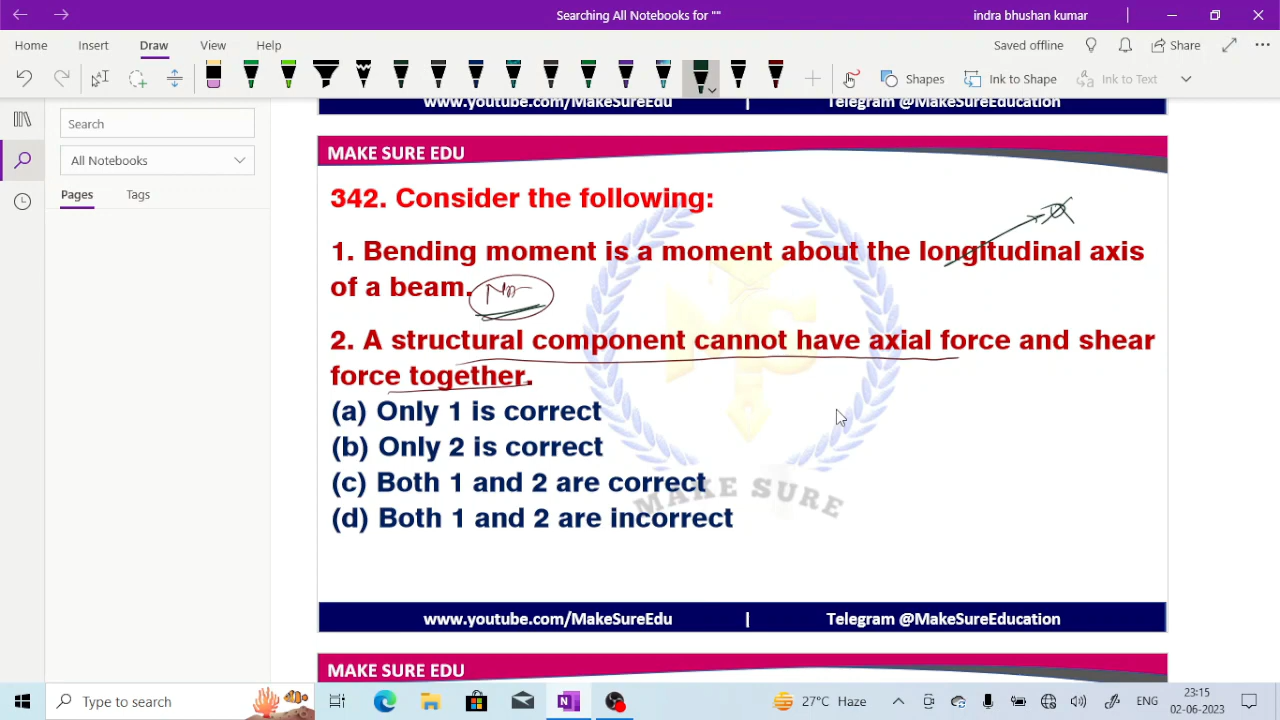 Searching All Notebooks for ""
indra bhushan kumar
Home Insert Draw View Help
Saved offline
Share
Shapes
Ink to Shape
Ink to Text
Search
All Notebooks
Pages Tags
www.youtube.com/MakeSureEdu | Telegram @MakeSureEducation
MAKE SURE EDU
342. Consider the following:
1. Bending moment is a moment about the longitudinal axis
of a beam.
2. A structural component cannot have axial force and shear
force together.
(a) Only 1 is correct
(b) Only 2 is correct
(c) Both 1 and 2 are correct
(d) Both 1 and 2 are incorrect
MAKE SURE
www.youtube.com/MakeSureEdu | Telegram @MakeSureEducation
MAKE SURE EDU
Type to search
27°C Haze
ENG
23:15
02-06-2023